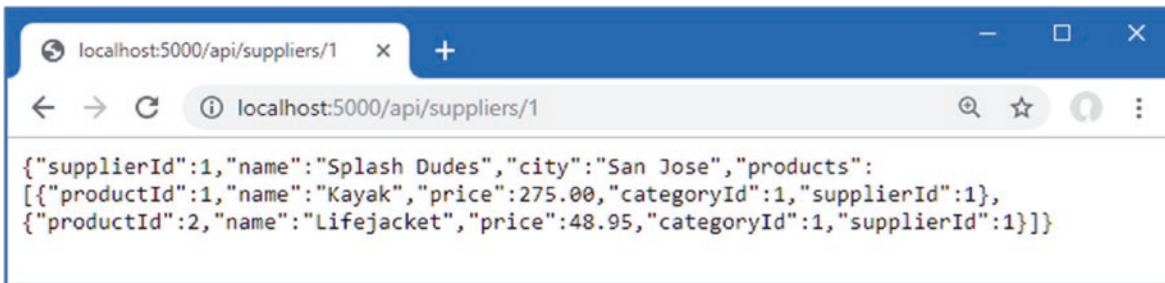 localhost:5000/api/suppliers/1
localhost:5000/api/suppliers/1
{"supplierId":1,"name":"Splash Dudes","city":"San Jose","products":
[{"productId":1,"name":"Kayak","price":275.00,"categoryId":1,"supplierId":1},
{"productId":2,"name":"Lifejacket","price":48.95,"categoryId":1,"supplierId":1}]}